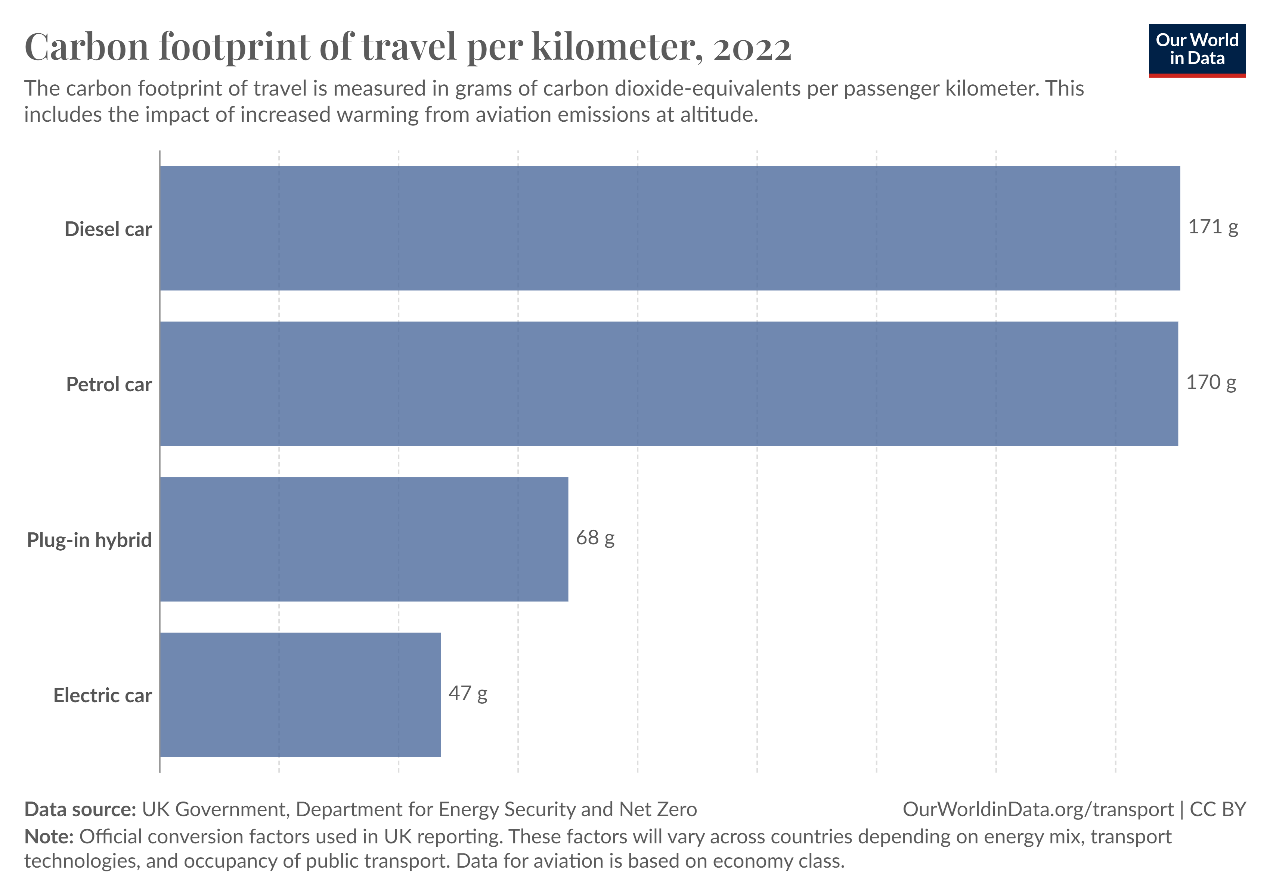 Carbon footprint of travel per kilometer, 2022
Our World
in Data
The carbon footprint of travel is measured in grams of carbon dioxide-equivalents per passenger kilometer. This
includes the impact of increased warming from aviation emissions at altitude.
Diesel car
171 g
Petrol car
170 g
Plug-in hybrid
68 g
Electric car
47 g
Data source: UK Government, Department for Energy Security and Net Zero
OurWorldinData.org/transport | CC BY
Note: Official conversion factors used in UK reporting. These factors will vary across countries depending on energy mix, transport
technologies, and occupancy of public transport. Data for aviation is based on economy class.